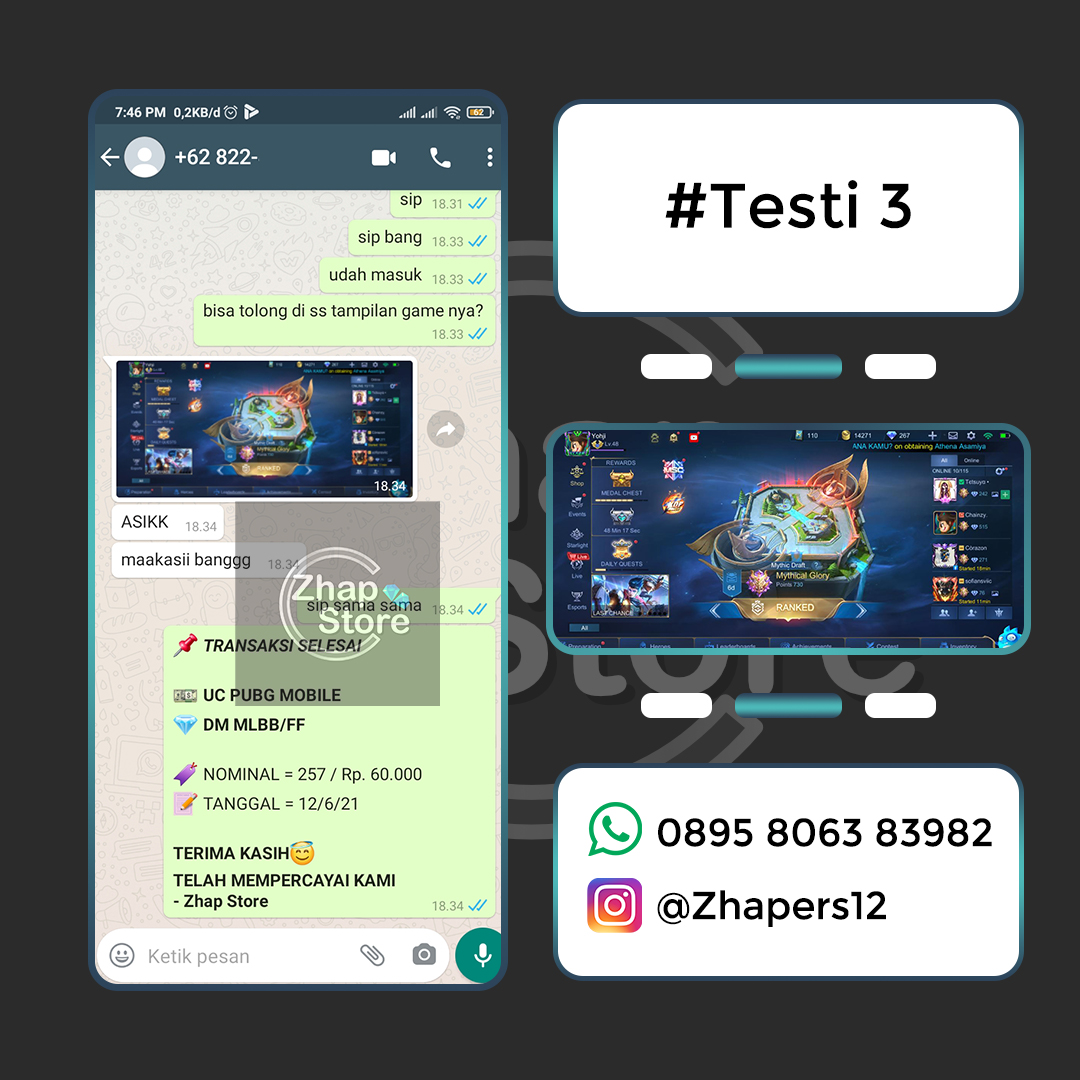 7:46 PM 0,2KB/d
62
+62 822-
sip 18.31
sip bang 18.33
udah masuk 18.33
bisa tolong di ss tampilan game nya?
18.33
18.34
ASIKK 18.34
maakasii banggg 18.34
sip sama sama 18.34
Zhap
Store
TRANSAKSI SELESAI
UC PUBG MOBILE
DM MLBB/FF
NOMINAL = 257 / Rp. 60.000
TANGGAL = 12/6/21
TERIMA KASIH
TELAH MEMPERCAYAI KAMI
- Zhap Store
18.34
Ketik pesan
#Testi 3
Yohji
Lv.48
110
14271
267
ANA KAMU? on obtaining Athena Asamiya
REWARDS
MEDAL CHEST
48 Min 17 Sec
DAILY QUESTS
LAST CHANCE
All
Shop
Events
Starlight
Live
Live
Esports
All
Online
ONLINE 10/115
Tetsuyo
242
Chainzy.
515
Córazon
271
Started 18min
sofiansviic
76
Started 11min
6d
Mythic Draft ?
Mythical Glory
Points 730
RANKED
Preparation
Heroes
Leaderboards
Achievements
Contest
Inventory
Store
0895 8063 83982
@Zhapers12